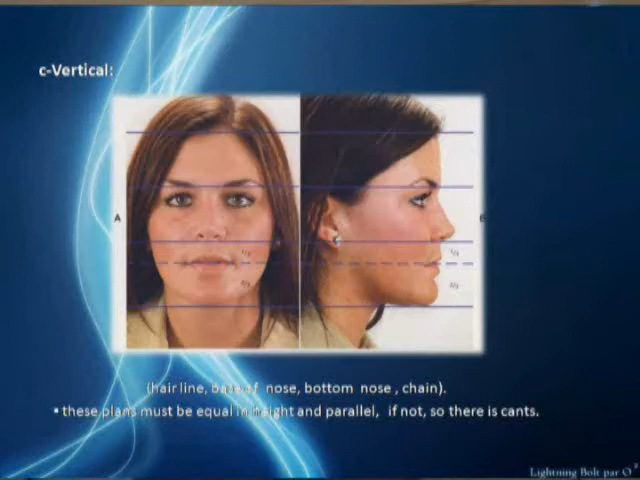 c-Vertical:
A
B
1/3
1/3
2/3
2/3
(hair line, base of nose, bottom nose , chain).
▪ these plans must be equal in height and parallel, if not, so there is cants.
Lightning Bolt par O²